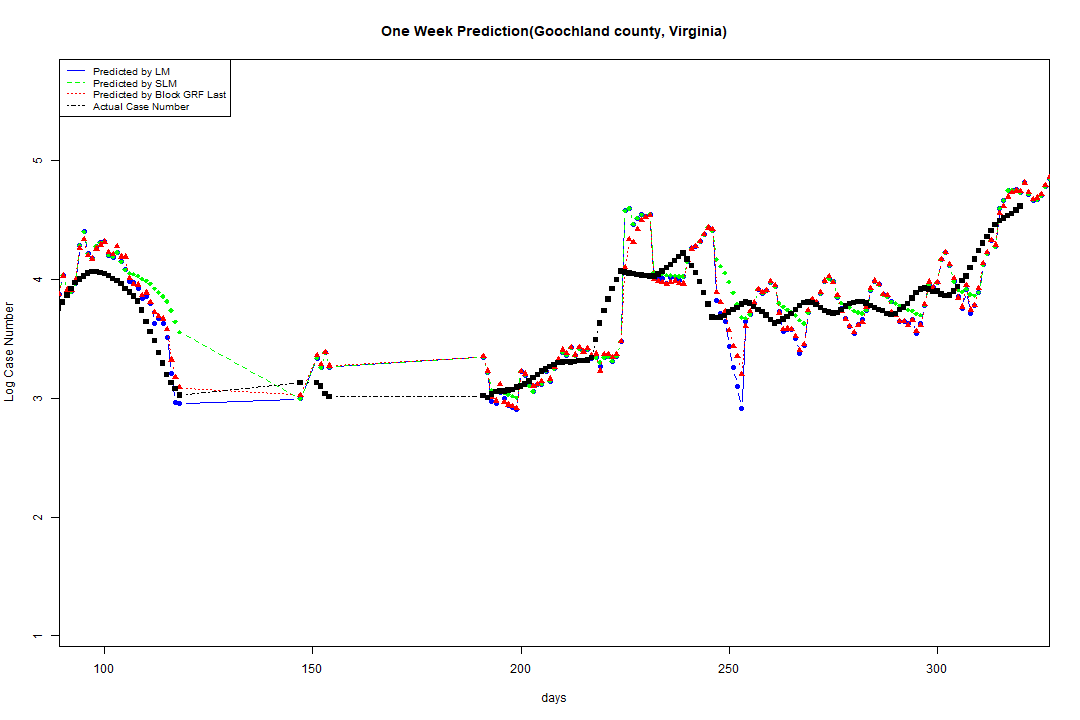 One Week Prediction(Goochland county, Virginia)
Predicted by LM
Predicted by SLM
Predicted by Block GRF Last
Actual Case Number
5
4
3
2
1
Log Case Number
100 150 200 250 300
days